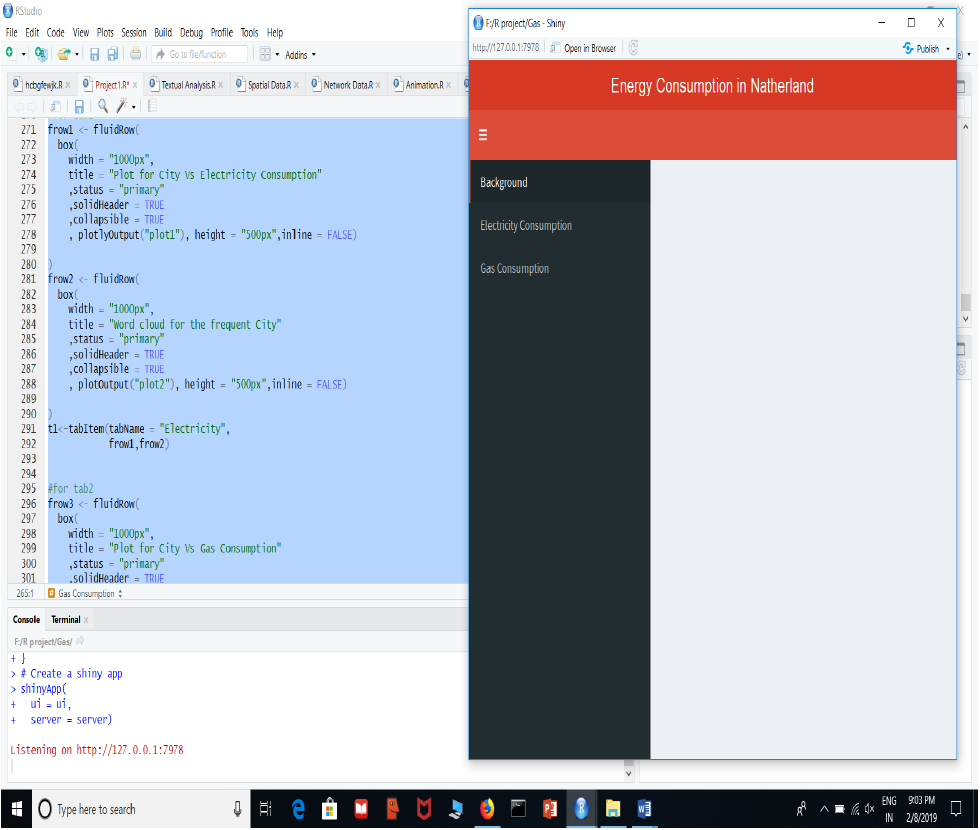 RStudio
File Edit Code View Plots Session Build Debug Profile Tools Help
Go to file/function Addins
hcbgfewjk.R Project1.R* Textual Analysis.R Spatial Data.R Network Data.R Animation.R
271 frow1 <- fluidRow(
272 box(
273 width = "1000px",
274 title = "Plot for City Vs Electricity Consumption"
275 ,status = "primary"
276 ,solidHeader = TRUE
277 ,collapsible = TRUE
278 , plotlyOutput("plot1"), height = "500px",inline = FALSE)
279
280 )
281 frow2 <- fluidRow(
282 box(
283 width = "1000px",
284 title = "Word cloud for the frequent City"
285 ,status = "primary"
286 ,solidHeader = TRUE
287 ,collapsible = TRUE
288 , plotOutput("plot2"), height = "500px",inline = FALSE)
289
290 )
291 t1<-tabItem(tabName = "Electricity",
292 frow1,frow2)
293
294
295 #for tab2
296 frow3 <- fluidRow(
297 box(
298 width = "1000px",
299 title = "Plot for City Vs Gas Consumption"
300 ,status = "primary"
301 ,solidHeader = TRUE
265:1 # Gas Consumption
Console Terminal
F:/R project/Gas/
+ }
> # Create a shiny app
> shinyApp(
+ ui = ui,
+ server = server)
Listening on http://127.0.0.1:7978
F:/R project/Gas - Shiny
http://127.0.0.1:7978 Open in Browser Publish
Energy Consumption in Natherland
Background
Electricity Consumption
Gas Consumption
Type here to search
ENG
IN
9:03 PM
2/8/2019